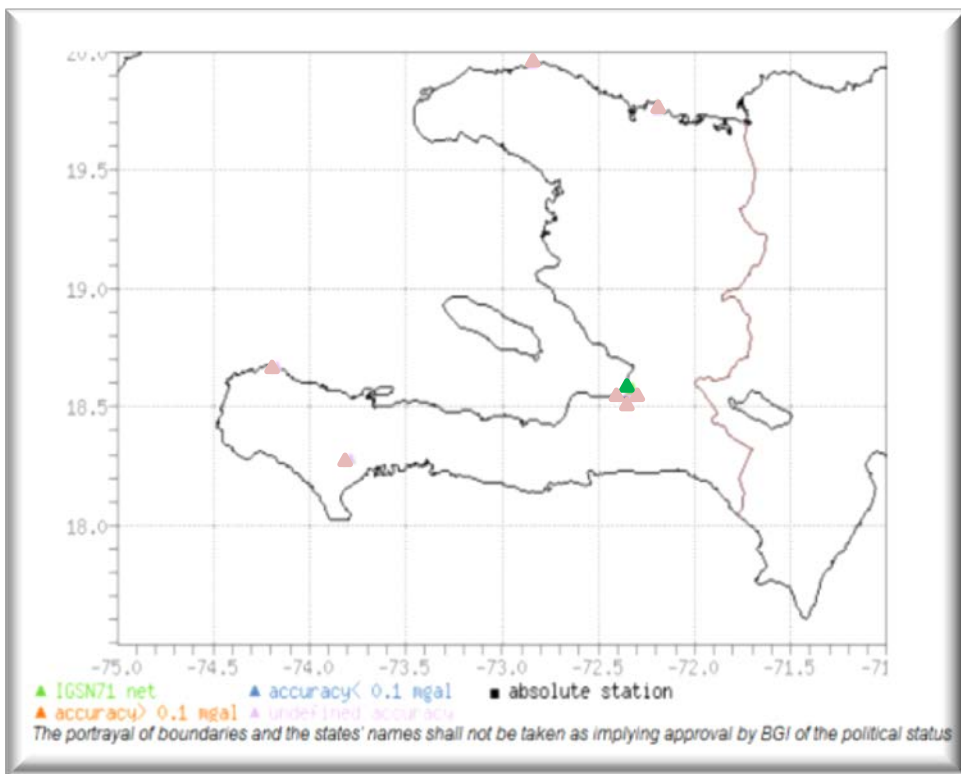 20.0
19.5
19.0
18.5
18.0
-75.0 -74.5 -74.0 -73.5 -73.0 -72.5 -72.0 -71.5 -71
IGSN71 net accuracy< 0.1 mgal absolute station
accuracy> 0.1 mgal undefined accuracy
The portrayal of boundaries and the states' names shall not be taken as implying approval by BGI of the political status